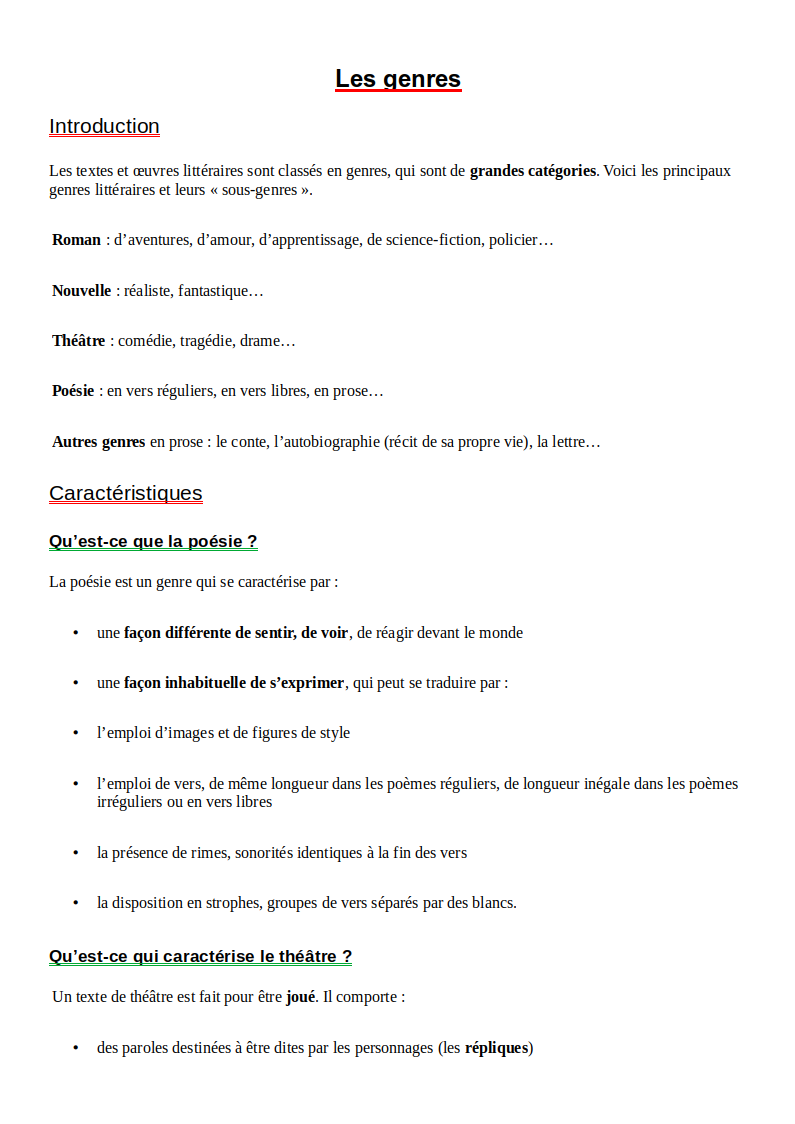 Les genres
Introduction
Les textes et œuvres littéraires sont classés en genres, qui sont de grandes catégories. Voici les principaux
genres littéraires et leurs « sous-genres ».
Roman : d’aventures, d’amour, d’apprentissage, de science-fiction, policier…
Nouvelle : réaliste, fantastique…
Théâtre : comédie, tragédie, drame…
Poésie : en vers réguliers, en vers libres, en prose…
Autres genres en prose : le conte, l’autobiographie (récit de sa propre vie), la lettre…
Caractéristiques
Qu’est-ce que la poésie ?
La poésie est un genre qui se caractérise par :
• une façon différente de sentir, de voir, de réagir devant le monde
• une façon inhabituelle de s’exprimer, qui peut se traduire par :
• l’emploi d’images et de figures de style
• l’emploi de vers, de même longueur dans les poèmes réguliers, de longueur inégale dans les poèmes
irréguliers ou en vers libres
• la présence de rimes, sonorités identiques à la fin des vers
• la disposition en strophes, groupes de vers séparés par des blancs.
Qu’est-ce qui caractérise le théâtre ?
Un texte de théâtre est fait pour être joué. Il comporte :
• des paroles destinées à être dites par les personnages (les répliques)